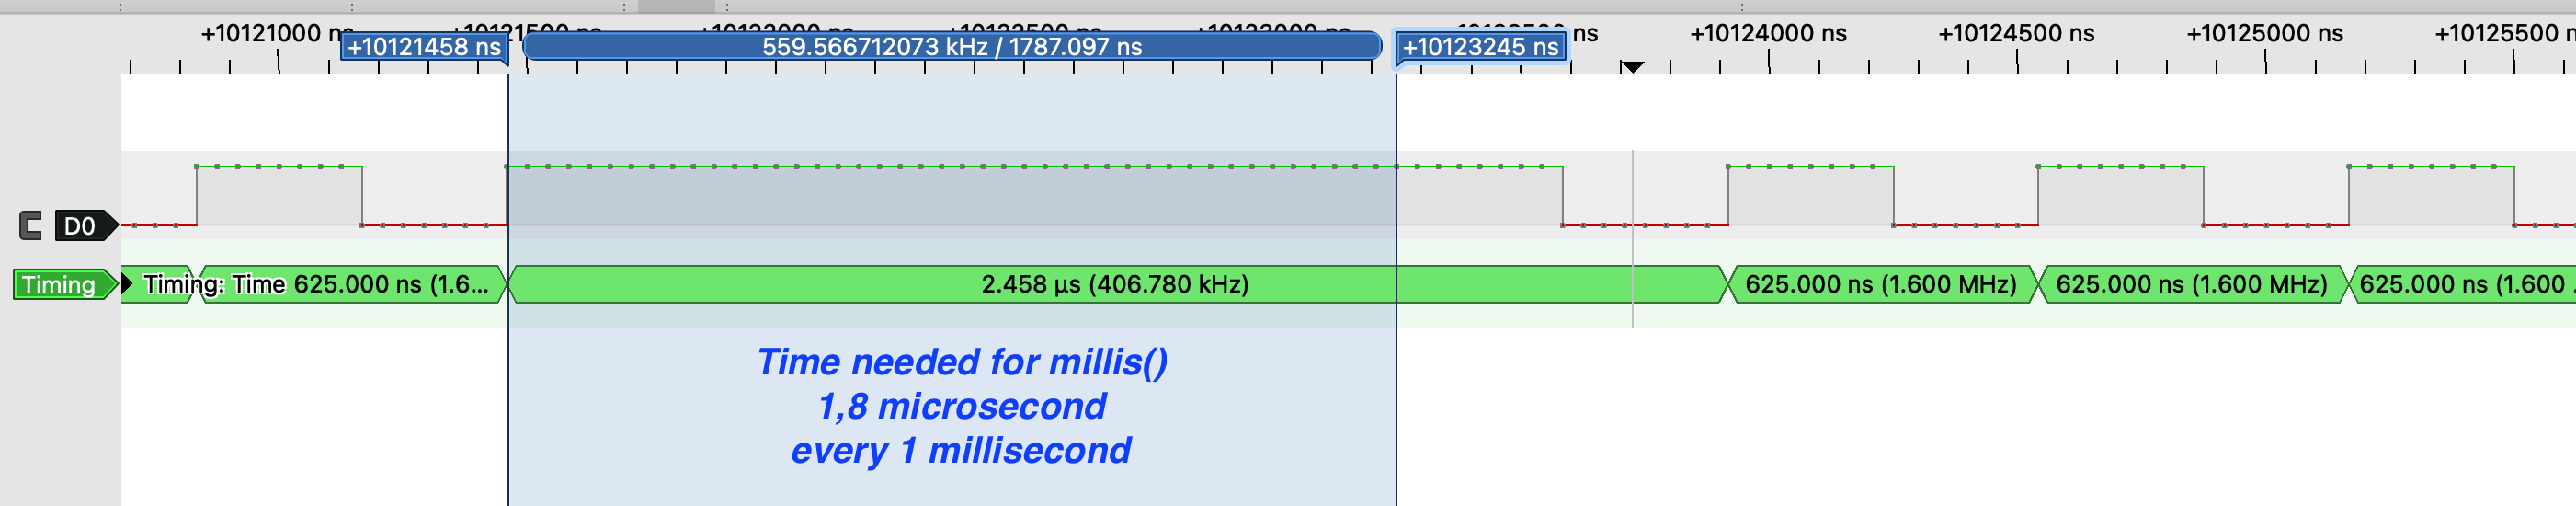 +10121000 ns
+10121458 ns
559.566712073 kHz / 1787.097 ns
+10123245 ns
ns
+10124000 ns
+10124500 ns
+10125000 ns
+10125500 n
D0
Timing
Timing: Time
625.000 ns (1.6...
2.458 µs (406.780 kHz)
625.000 ns (1.600 MHz)
625.000 ns (1.600 MHz)
625.000 ns (1.600 .
Time needed for millis()
1,8 microsecond
every 1 millisecond